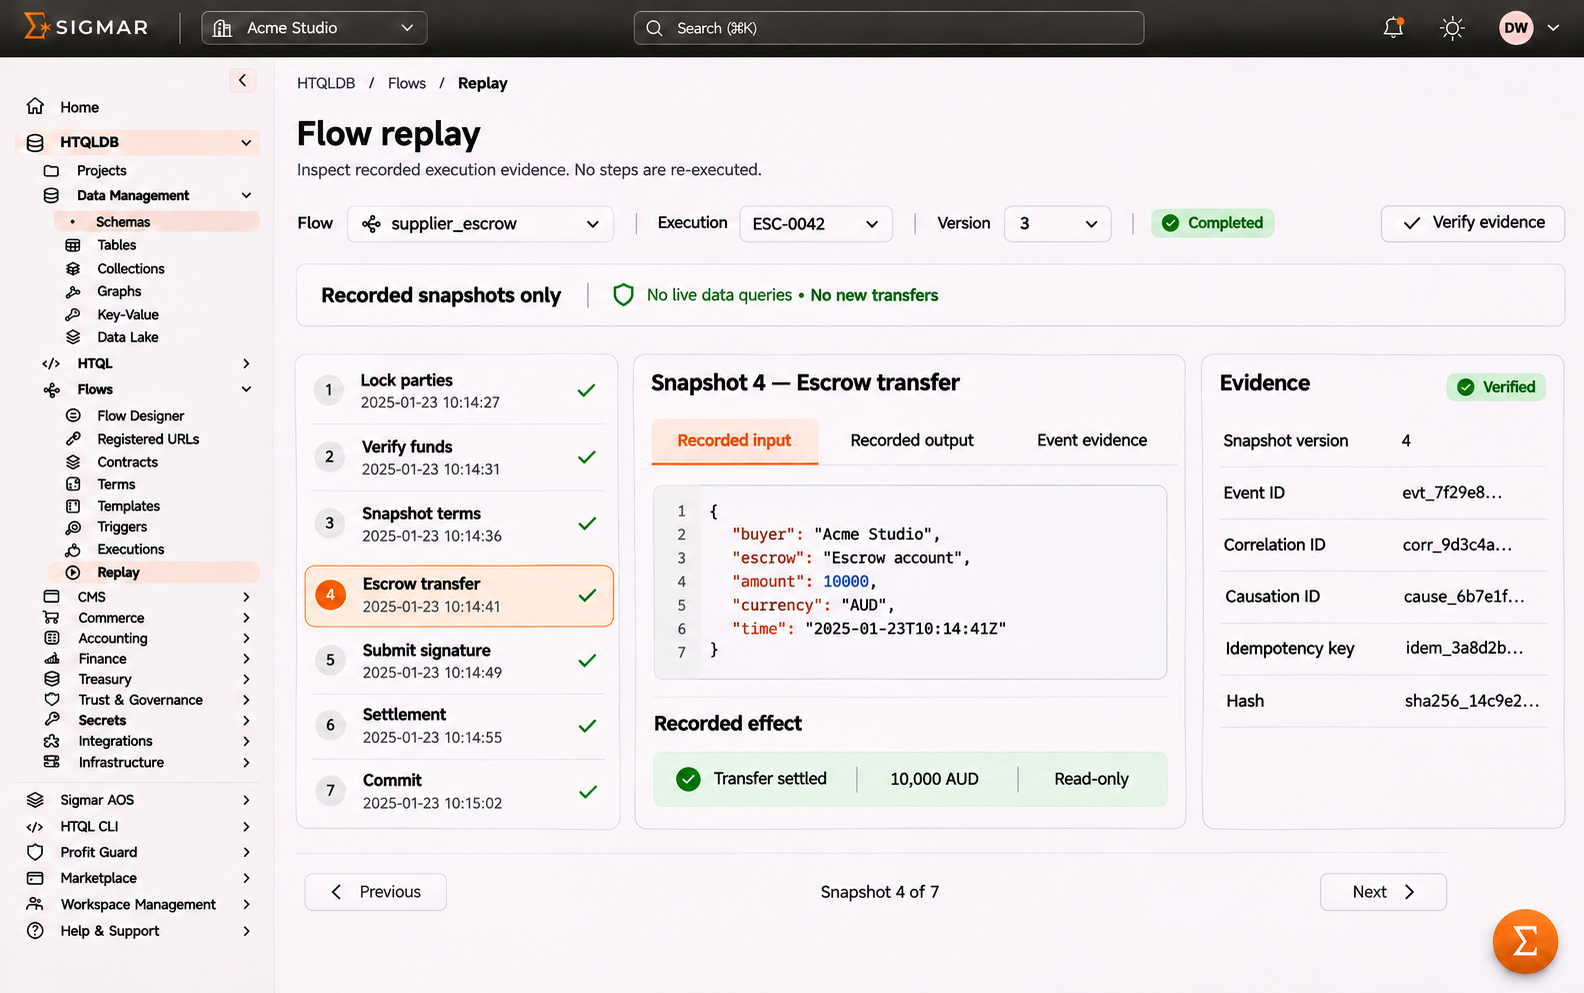 SIGMAR
Acme Studio
Search (⌘K)
DW
Home
HTQLDB
Projects
Data Management
Schemas
Tables
Collections
Graphs
Key-Value
Data Lake
HTQL
Flows
Flow Designer
Registered URLs
Contracts
Terms
Templates
Triggers
Executions
Replay
CMS
Commerce
Accounting
Finance
Treasury
Trust & Governance
Secrets
Integrations
Infrastructure
Sigmar AOS
HTQL CLI
Profit Guard
Marketplace
Workspace Management
Help & Support
HTQLDB / Flows / Replay
Flow replay
Inspect recorded execution evidence. No steps are re-executed.
Flow supplier_escrow Execution ESC-0042 Version 3 Completed Verify evidence
Recorded snapshots only No live data queries • No new transfers
1 Lock parties
2025-01-23 10:14:27
2 Verify funds
2025-01-23 10:14:31
3 Snapshot terms
2025-01-23 10:14:36
4 Escrow transfer
2025-01-23 10:14:41
5 Submit signature
2025-01-23 10:14:49
6 Settlement
2025-01-23 10:14:55
7 Commit
2025-01-23 10:15:02
Snapshot 4 — Escrow transfer
Recorded input Recorded output Event evidence
1 {
2 "buyer": "Acme Studio",
3 "escrow": "Escrow account",
4 "amount": 10000,
5 "currency": "AUD",
6 "time": "2025-01-23T10:14:41Z"
7 }
Recorded effect
Transfer settled 10,000 AUD Read-only
Evidence Verified
Snapshot version 4
Event ID evt_7f29e8...
Correlation ID corr_9d3c4a...
Causation ID cause_6b7e1f...
Idempotency key idem_3a8d2b...
Hash sha256_14c9e2...
Previous Snapshot 4 of 7 Next